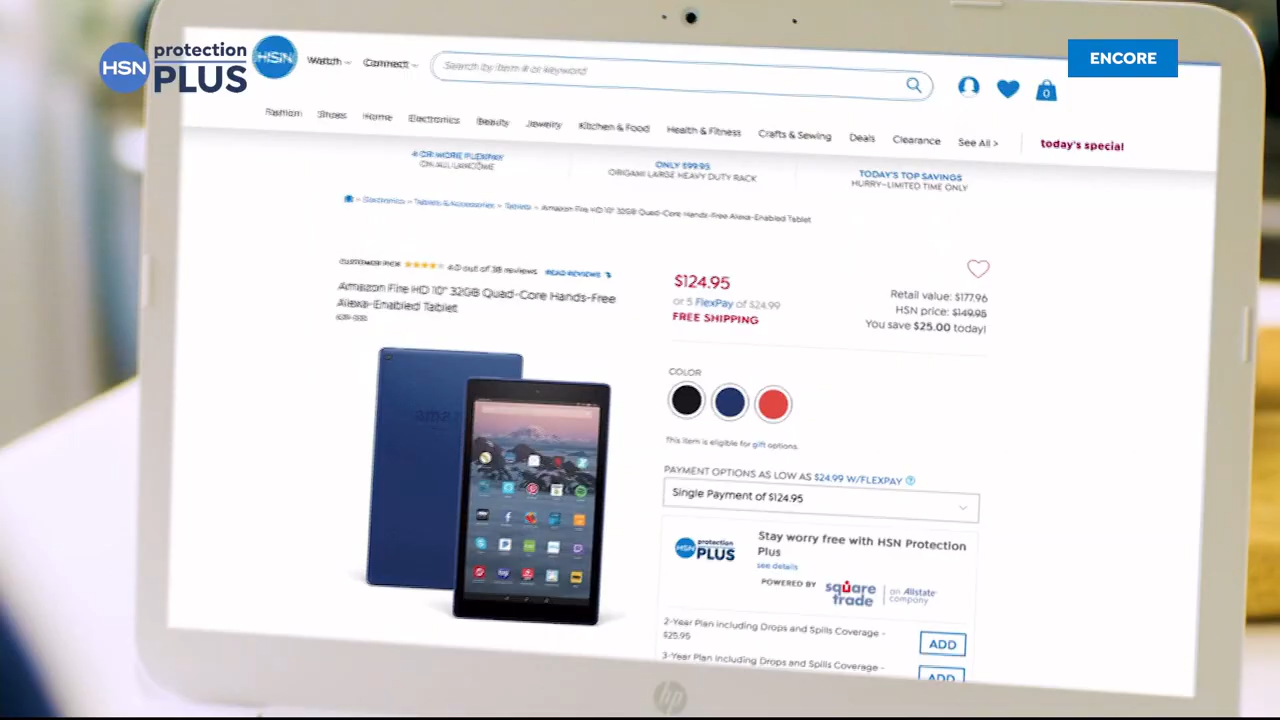 HSN protection PLUS
ENCORE
HSN Watch Connect Search by item # or keyword 0
Fashion Shoes Home Electronics Beauty Jewelry Kitchen & Food Health & Fitness Crafts & Sewing Deals Clearance See All > today's special
4 OR MORE FLEXPAY
ON ALL LANCOME
ONLY $99.95
ORIGAMI LARGE HEAVY DUTY RACK
TODAY'S TOP SAVINGS
HURRY–LIMITED TIME ONLY
Electronics Tablets & Accessories Tablets Amazon Fire HD 10" 32GB Quad-Core Hands-Free Alexa-Enabled Tablet
CUSTOMER PICK 4.0 out of 38 reviews READ REVIEWS
Amazon Fire HD 10" 32GB Quad-Core Hands-Free
Alexa-Enabled Tablet
amaz
$124.95
or 5 FlexPay of $24.99
FREE SHIPPING
Retail value: $177.96
HSN price: $149.95
You save $25.00 today!
COLOR
This item is eligible for gift options.
PAYMENT OPTIONS AS LOW AS $24.99 W/FLEXPAY ?
Single Payment of $124.95
HSN protection PLUS
Stay worry free with HSN Protection
Plus
see details
POWERED BY square trade an Allstate company
2-Year Plan including Drops and Spills Coverage -
$25.95
ADD
3-Year Plan including Drops and Spills Coverage -
ADD
hp